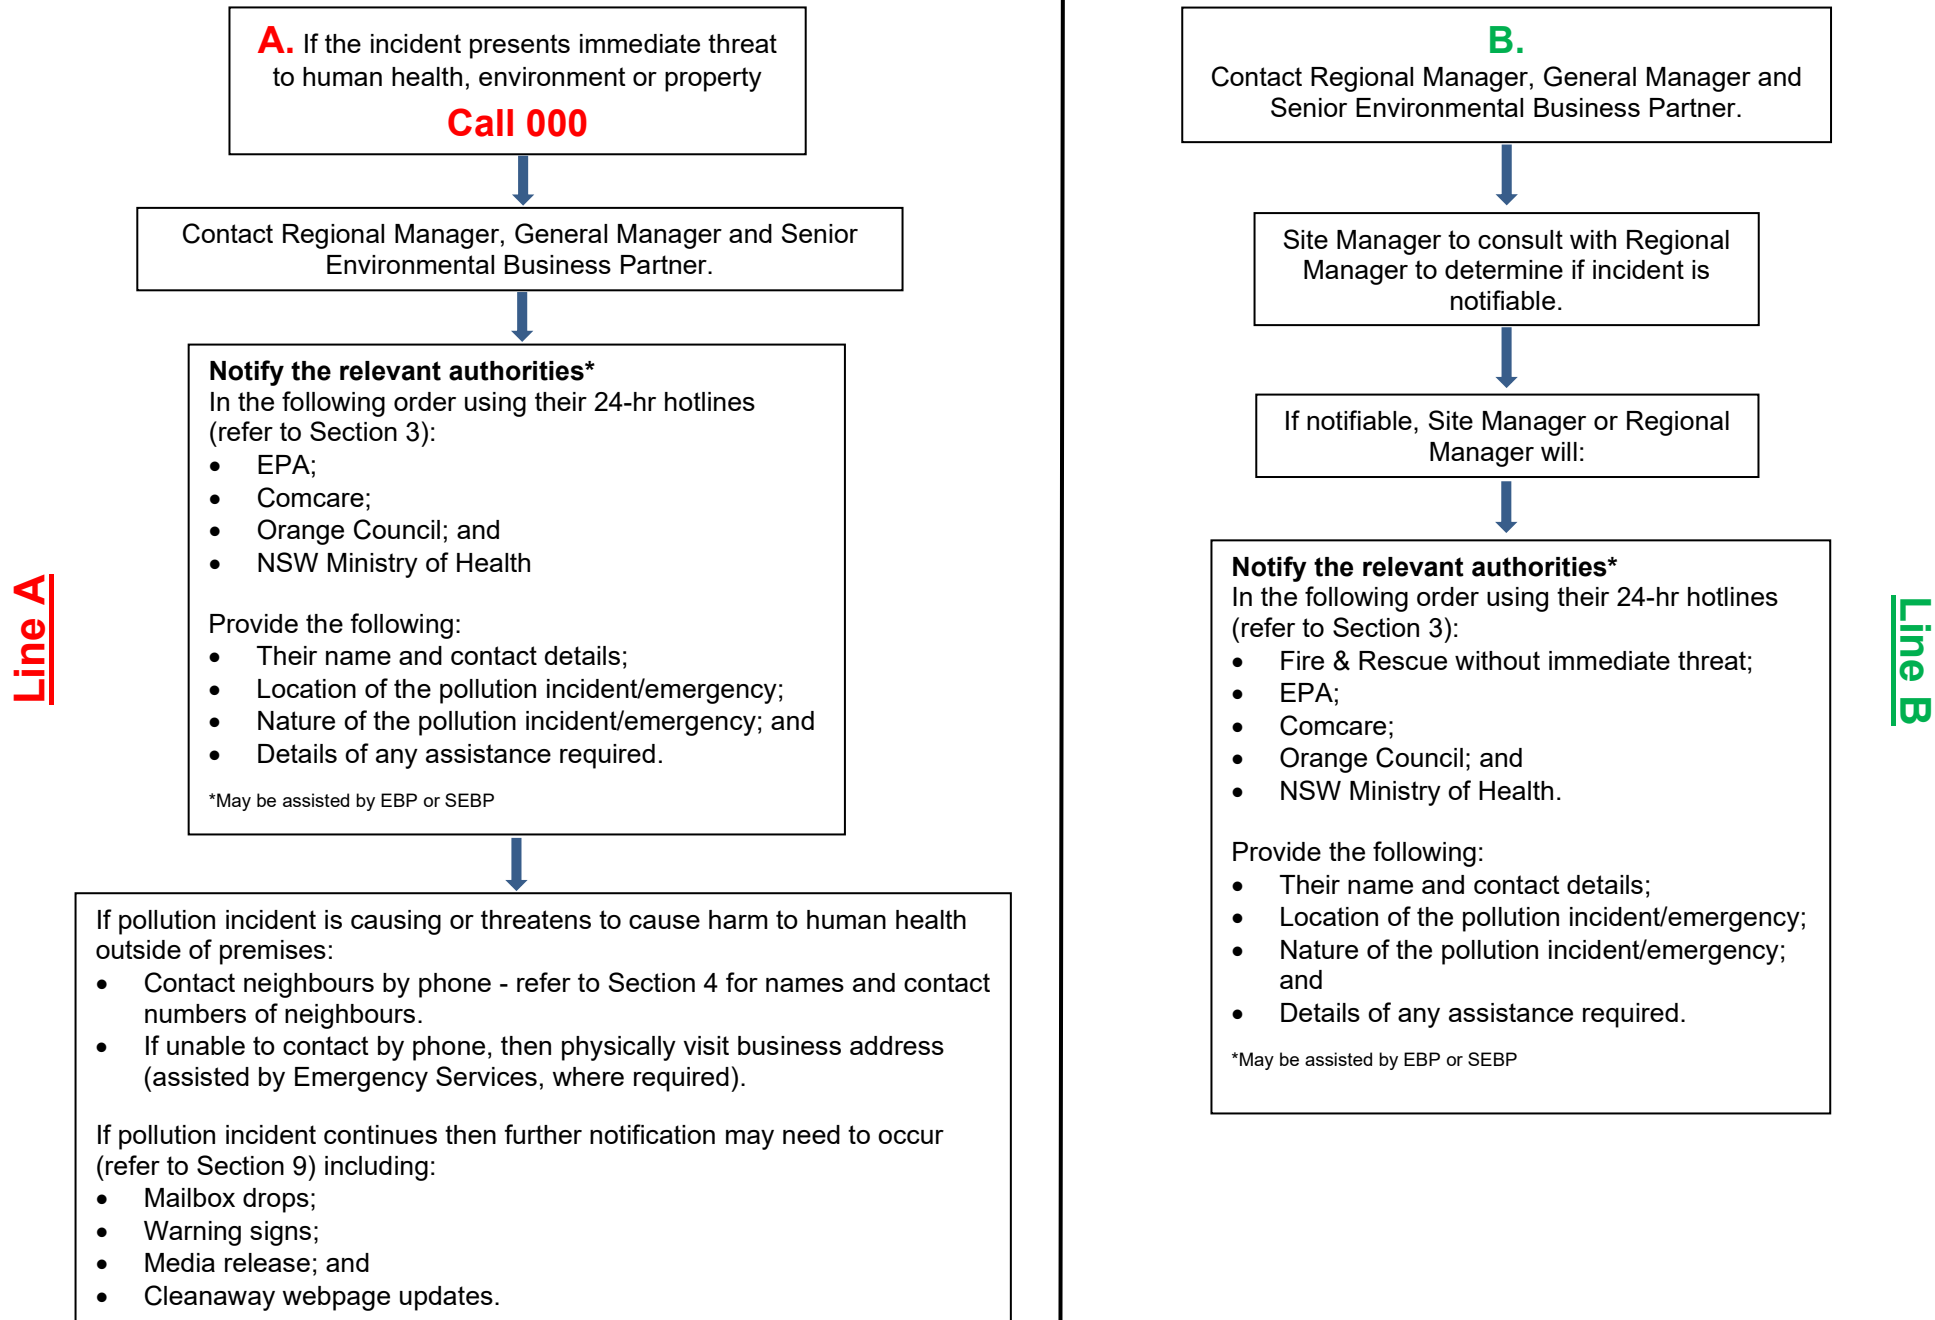 A. If the incident presents immediate threat
to human health, environment or property
Call 000
Contact Regional Manager, General Manager and Senior
Environmental Business Partner.
Notify the relevant authorities*
In the following order using their 24-hr hotlines
(refer to Section 3):
• EPA;
• Comcare;
• Orange Council; and
• NSW Ministry of Health
Provide the following:
• Their name and contact details;
• Location of the pollution incident/emergency;
• Nature of the pollution incident/emergency; and
• Details of any assistance required.
*May be assisted by EBP or SEBP
If pollution incident is causing or threatens to cause harm to human health
outside of premises:
• Contact neighbours by phone - refer to Section 4 for names and contact
numbers of neighbours.
• If unable to contact by phone, then physically visit business address
(assisted by Emergency Services, where required).
If pollution incident continues then further notification may need to occur
(refer to Section 9) including:
• Mailbox drops;
• Warning signs;
• Media release; and
• Cleanaway webpage updates.
Line A
B.
Contact Regional Manager, General Manager and
Senior Environmental Business Partner.
Site Manager to consult with Regional
Manager to determine if incident is
notifiable.
If notifiable, Site Manager or Regional
Manager will:
Notify the relevant authorities*
In the following order using their 24-hr hotlines
(refer to Section 3):
• Fire & Rescue without immediate threat;
• EPA;
• Comcare;
• Orange Council; and
• NSW Ministry of Health.
Provide the following:
• Their name and contact details;
• Location of the pollution incident/emergency;
• Nature of the pollution incident/emergency;
and
• Details of any assistance required.
*May be assisted by EBP or SEBP
Line B